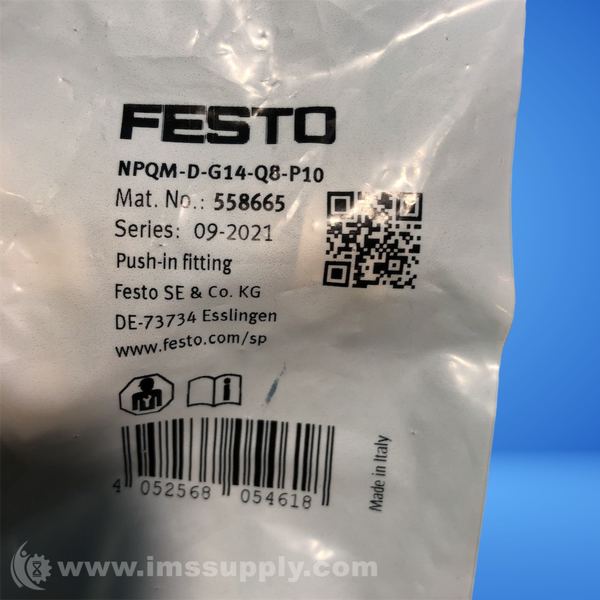 FESTO
NPQM-D-G14-Q8-P10
Mat. No.: 558665
Series: 09-2021
Push-in fitting
Festo SE & Co. KG
DE-73734 Esslingen
www.festo.com/sp
4 052568 054618
Made in Italy
www.imssupply.com/